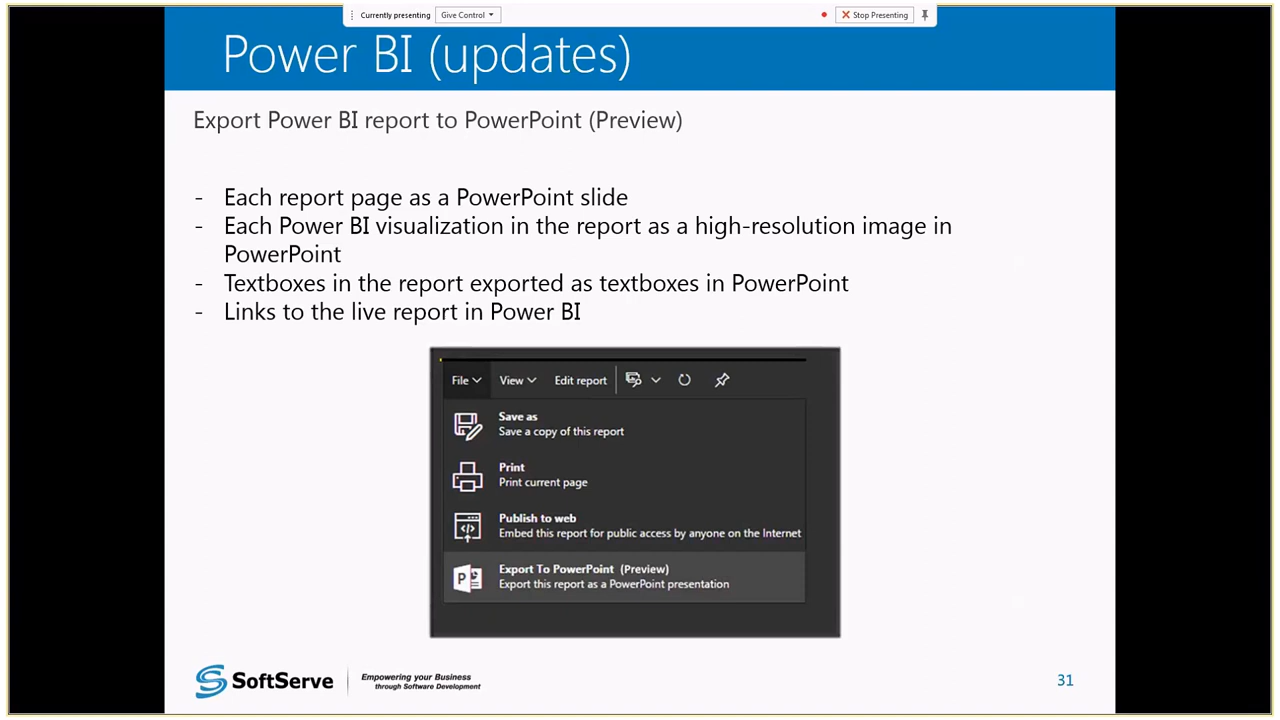 Currently presenting Give Control Stop Presenting
Power BI (updates)
Export Power BI report to PowerPoint (Preview)
- Each report page as a PowerPoint slide
- Each Power BI visualization in the report as a high-resolution image in
PowerPoint
- Textboxes in the report exported as textboxes in PowerPoint
- Links to the live report in Power BI
File View Edit report
Save as
Save a copy of this report
Print
Print current page
Publish to web
Embed this report for public access by anyone on the Internet
Export To PowerPoint (Preview)
Export this report as a PowerPoint presentation
SoftServe
Empowering your Business
through Software Development
31